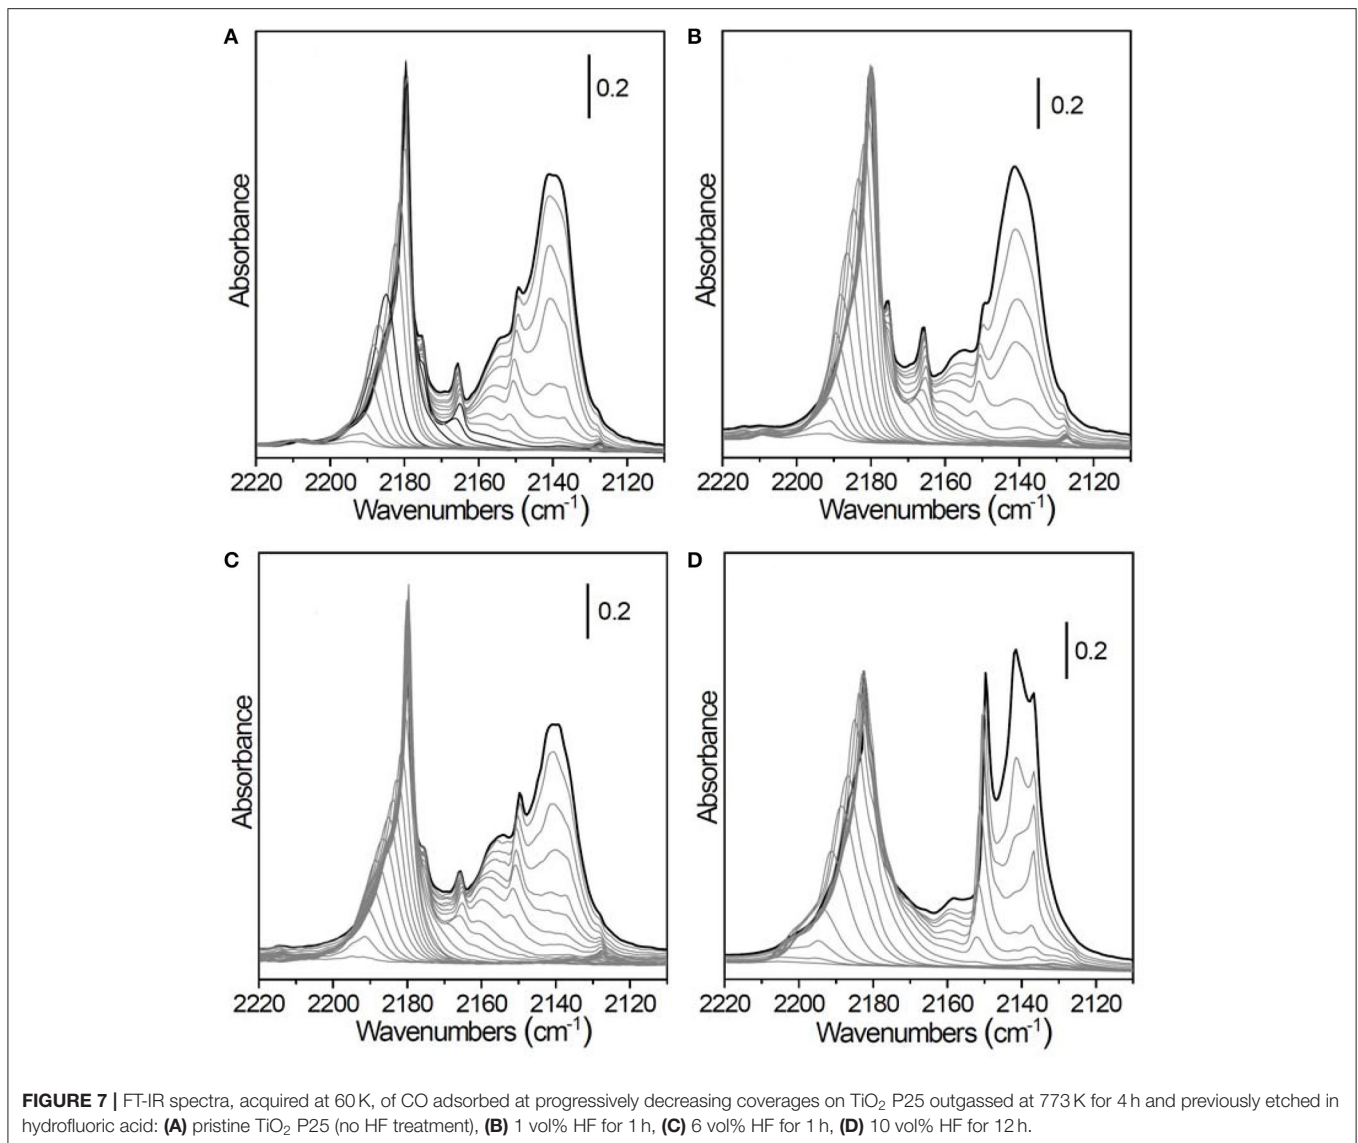 A
0.2
Absorbance
2220 2200 2180 2160 2140 2120
Wavenumbers (cm⁻¹)
B
0.2
Absorbance
2220 2200 2180 2160 2140 2120
Wavenumbers (cm⁻¹)
C
0.2
Absorbance
2220 2200 2180 2160 2140 2120
Wavenumbers (cm⁻¹)
D
0.2
Absorbance
2220 2200 2180 2160 2140 2120
Wavenumbers (cm⁻¹)
FIGURE 7 | FT-IR spectra, acquired at 60 K, of CO adsorbed at progressively decreasing coverages on TiO₂ P25 outgassed at 773 K for 4 h and previously etched in
hydrofluoric acid: (A) pristine TiO₂ P25 (no HF treatment), (B) 1 vol% HF for 1 h, (C) 6 vol% HF for 1 h, (D) 10 vol% HF for 12 h.